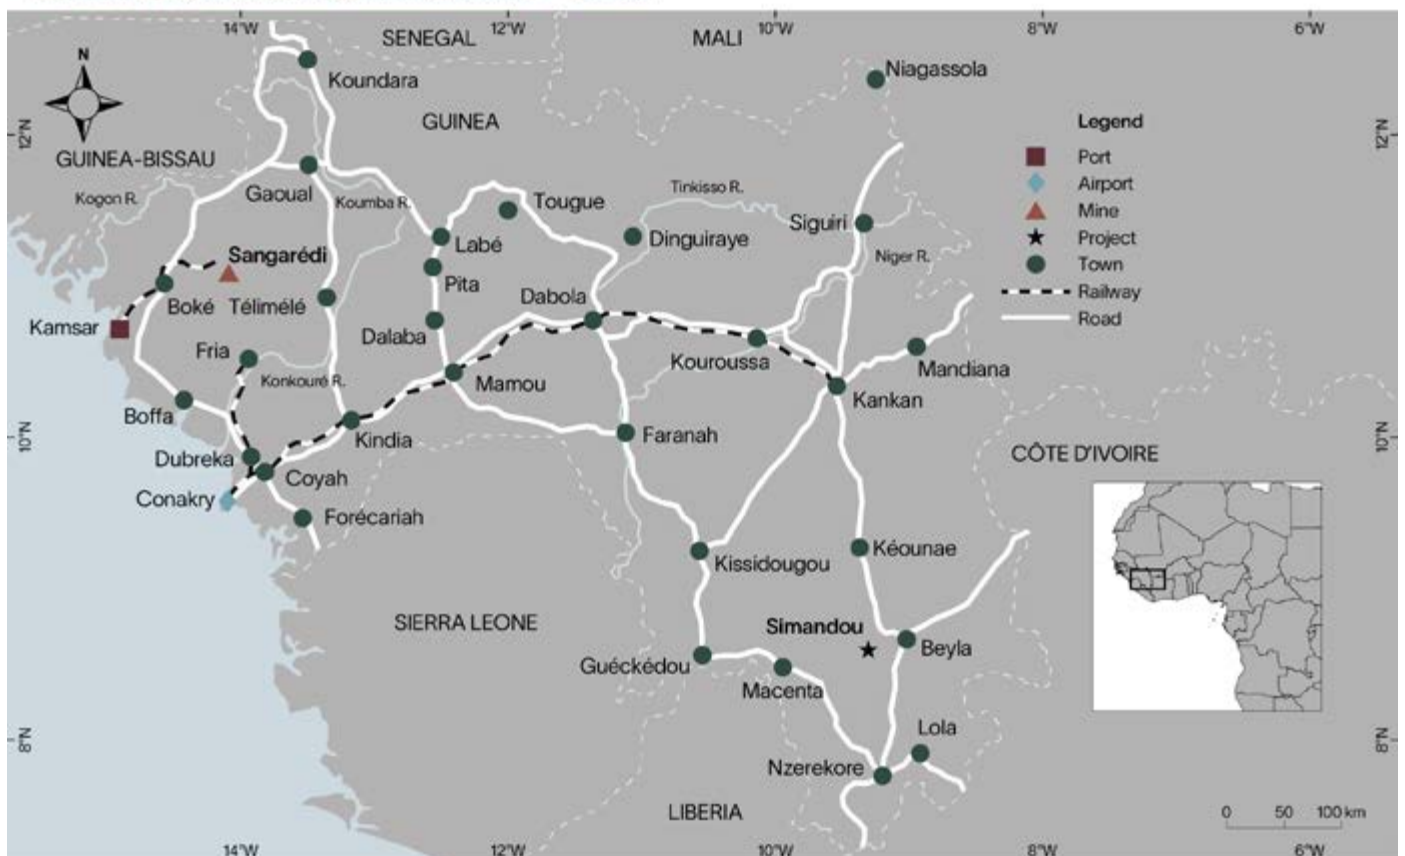 14°W
12°W
10°W
8°W
6°W
SENEGAL
MALI
N
Koundara
Niagassola
GUINEA
Legend
12°N
12°N
GUINEA-BISSAU
Port
Airport
Kogon R.
Gaoual
Koumba R.
Tougue
Tinkisso R.
Mine
Siguiri
Project
Labé
Dinguiraye
Sangarédi
Niger R.
Town
Pita
Railway
Boké
Télimélé
Dabola
Road
Kamsar
Dalaba
Fria
Kouroussa
Mandiana
Konkouré R.
Mamou
Boffa
Kankan
Kindia
Faranah
10°N
10°N
CÔTE D'IVOIRE
Dubreka
Coyah
Conakry
Forécariah
Kéounae
Kissidougou
SIERRA LEONE
Simandou
Beyla
Guéckédou
Macenta
Lola
8°N
8°N
Nzerekore
LIBERIA
0 50 100 km
14°W
12°W
10°W
8°W
6°W